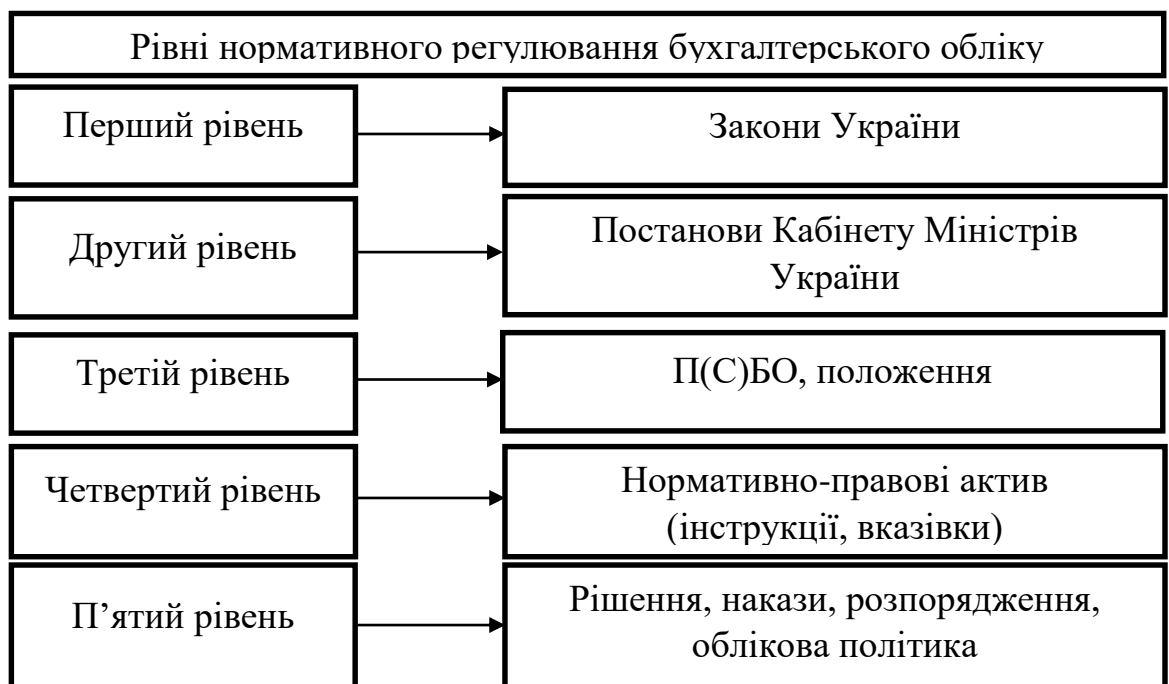 Рівні нормативного регулювання бухгалтерського обліку
Перший рівень
Закони України
Другий рівень
Постанови Кабінету Міністрів
України
Третій рівень
П(С)БО, положення
Четвертий рівень
Нормативно-правові актив
(інструкції, вказівки)
П’ятий рівень
Рішення, накази, розпорядження,
облікова політика